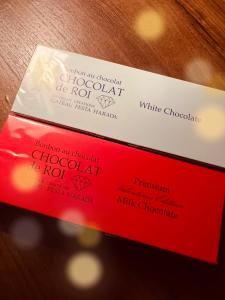 Bonbon au chocolat
CHOCOLAT
de ROI
GATEAU FESTA HARADA
White Chocolate
Bonbon au chocolat
CHOCOLAT
de ROI
GATEAU FESTA HARADA
Premium
Milk Chocolate